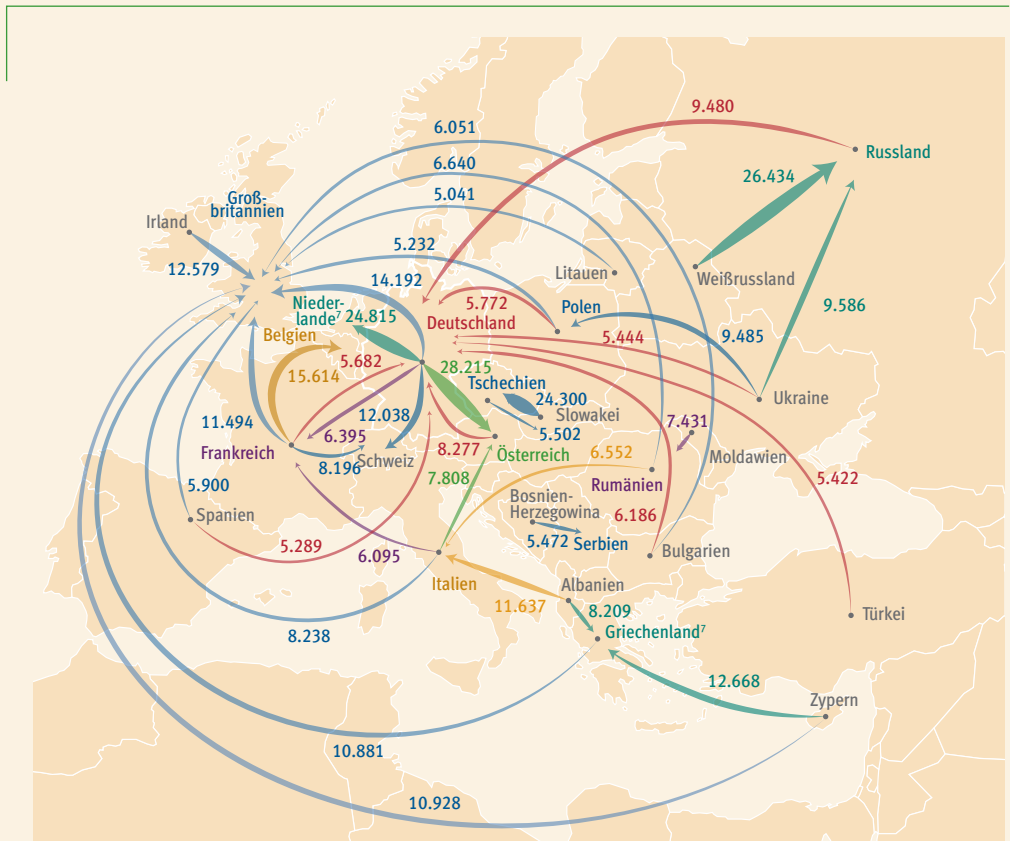 9.480
6.051
Russland
6.640
26.434
Groß-
britannien
5.041
Irland
5.232
12.579
Litauen
14.192
Weißrussland
Nieder-
lande⁷
24.815
5.772
Polen
9.586
Deutschland
Belgien
5.444
9.485
5.682
28.215
15.614
Tschechien
24.300
Ukraine
Slowakei
11.494
12.038
7.431
6.395
5.502
Frankreich
8.277
Österreich
6.552
Moldawien
8.196
Schweiz
7.808
5.422
Rumänien
5.900
Bosnien-
Herzegowina
Spanien
6.186
5.472
Serbien
5.289
6.095
Bulgarien
Italien
Albanien
11.637
8.209
Türkei
8.238
Griechenland⁷
12.668
Zypern
10.881
10.928